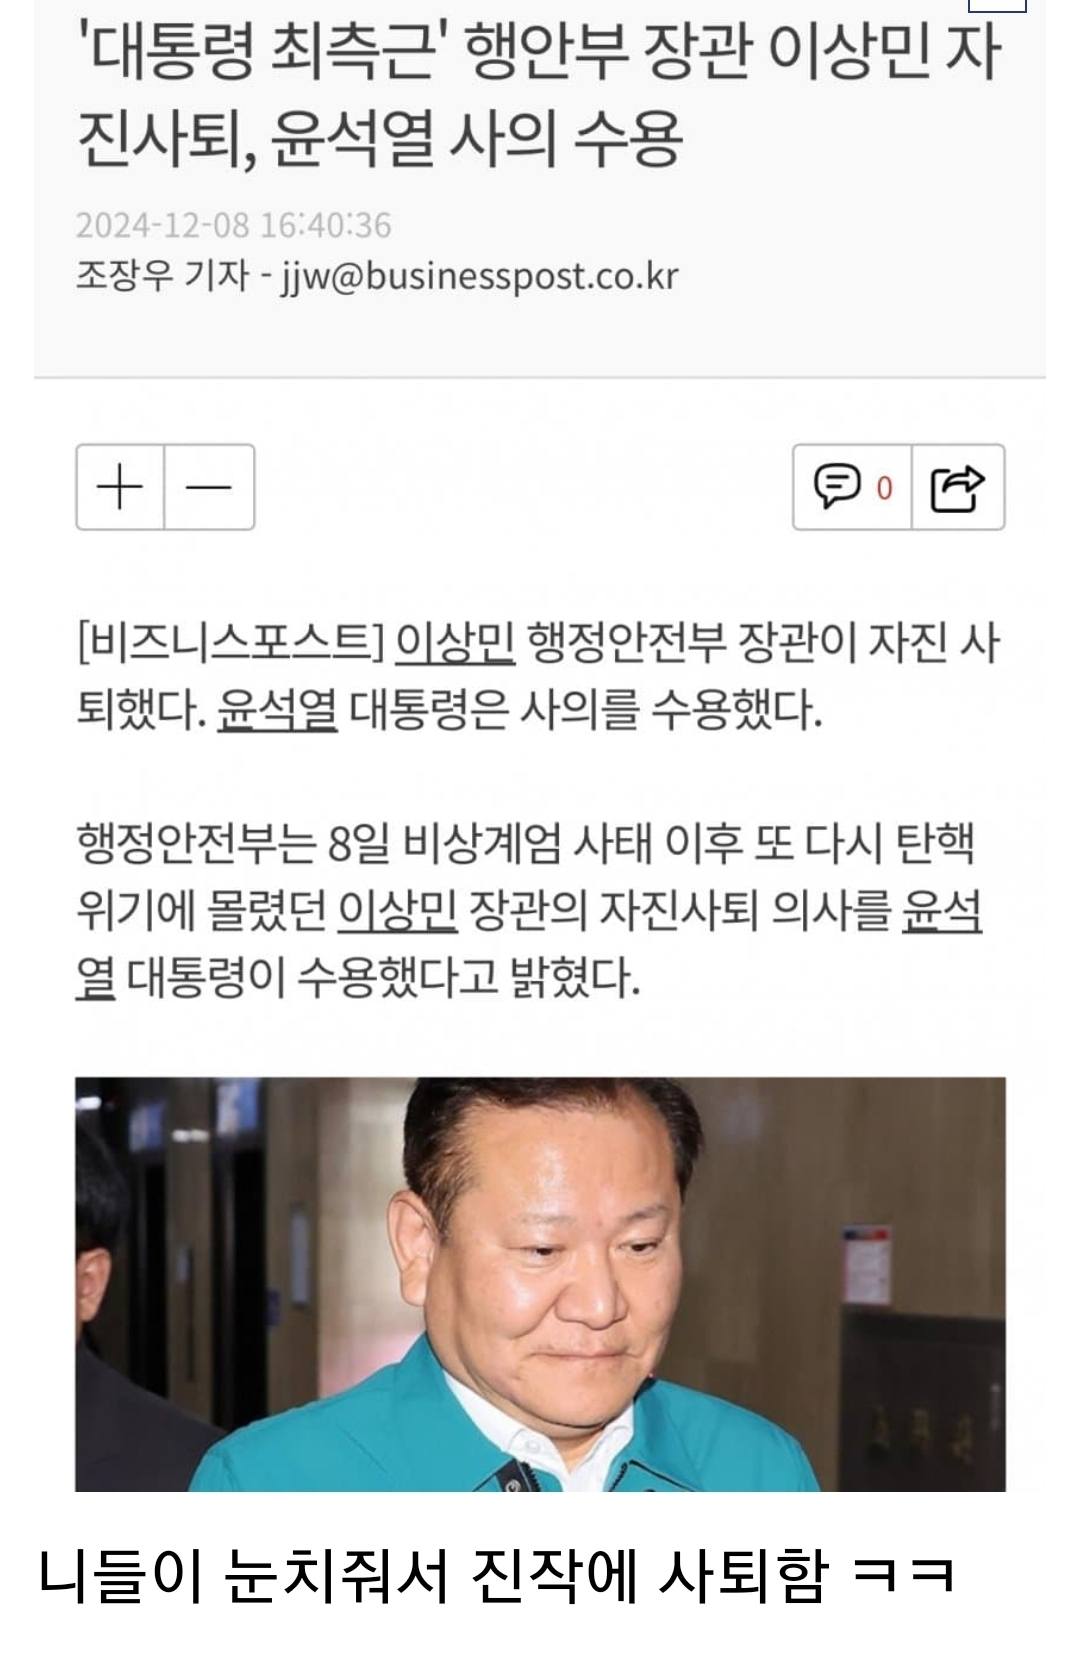 '대통령 최측근' 행안부 장관 이상민 자
진사퇴, 윤석열 사의 수용
2024-12-08 16:40:36
조장우 기자 - jjw@businesspost.co.kr
0
[비즈니스포스트] 이상민 행정안전부 장관이 자진 사
퇴했다. 윤석열 대통령은 사의를 수용했다.
행정안전부는 8일 비상계엄 사태 이후 또 다시 탄핵
위기에 몰렸던 이상민 장관의 자진사퇴 의사를 윤석
열 대통령이 수용했다고 밝혔다.
니들이 눈치줘서 진작에 사퇴함 ㅋㅋ